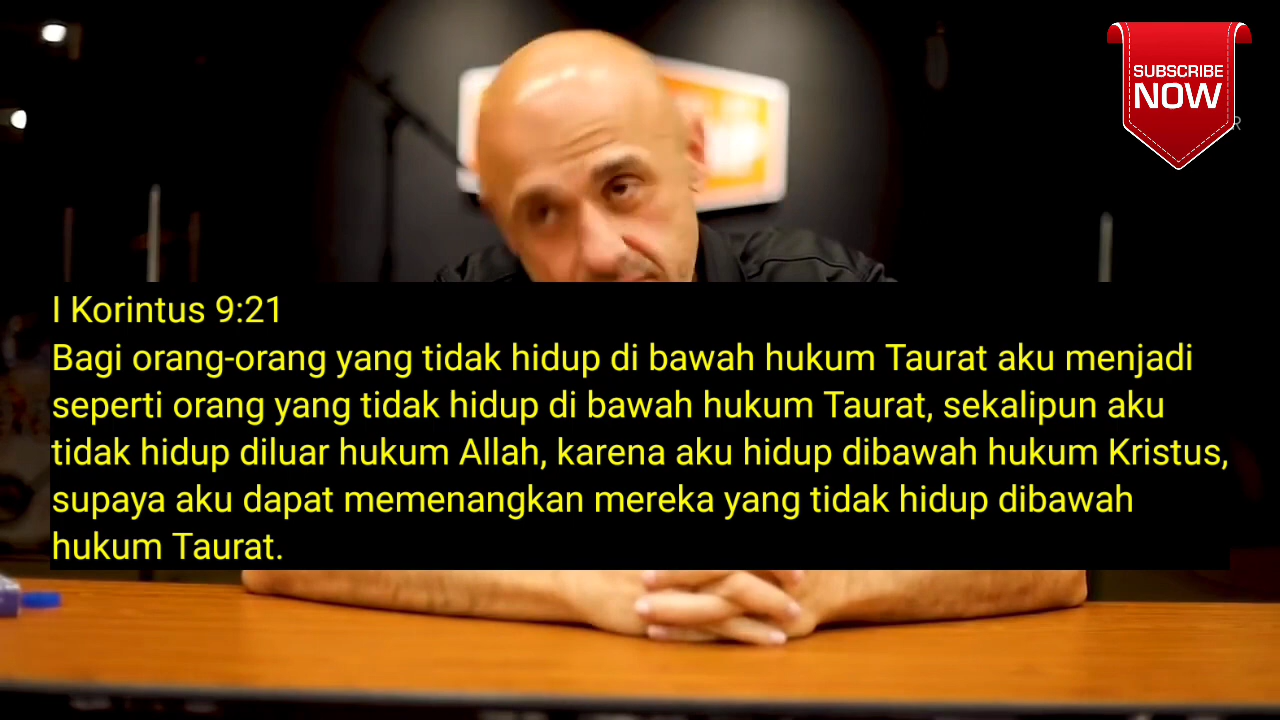 SUBSCRIBE
NOW
R
I Korintus 9:21
Bagi orang-orang yang tidak hidup di bawah hukum Taurat aku menjadi
seperti orang yang tidak hidup di bawah hukum Taurat, sekalipun aku
tidak hidup diluar hukum Allah, karena aku hidup dibawah hukum Kristus,
supaya aku dapat memenangkan mereka yang tidak hidup dibawah
hukum Taurat.